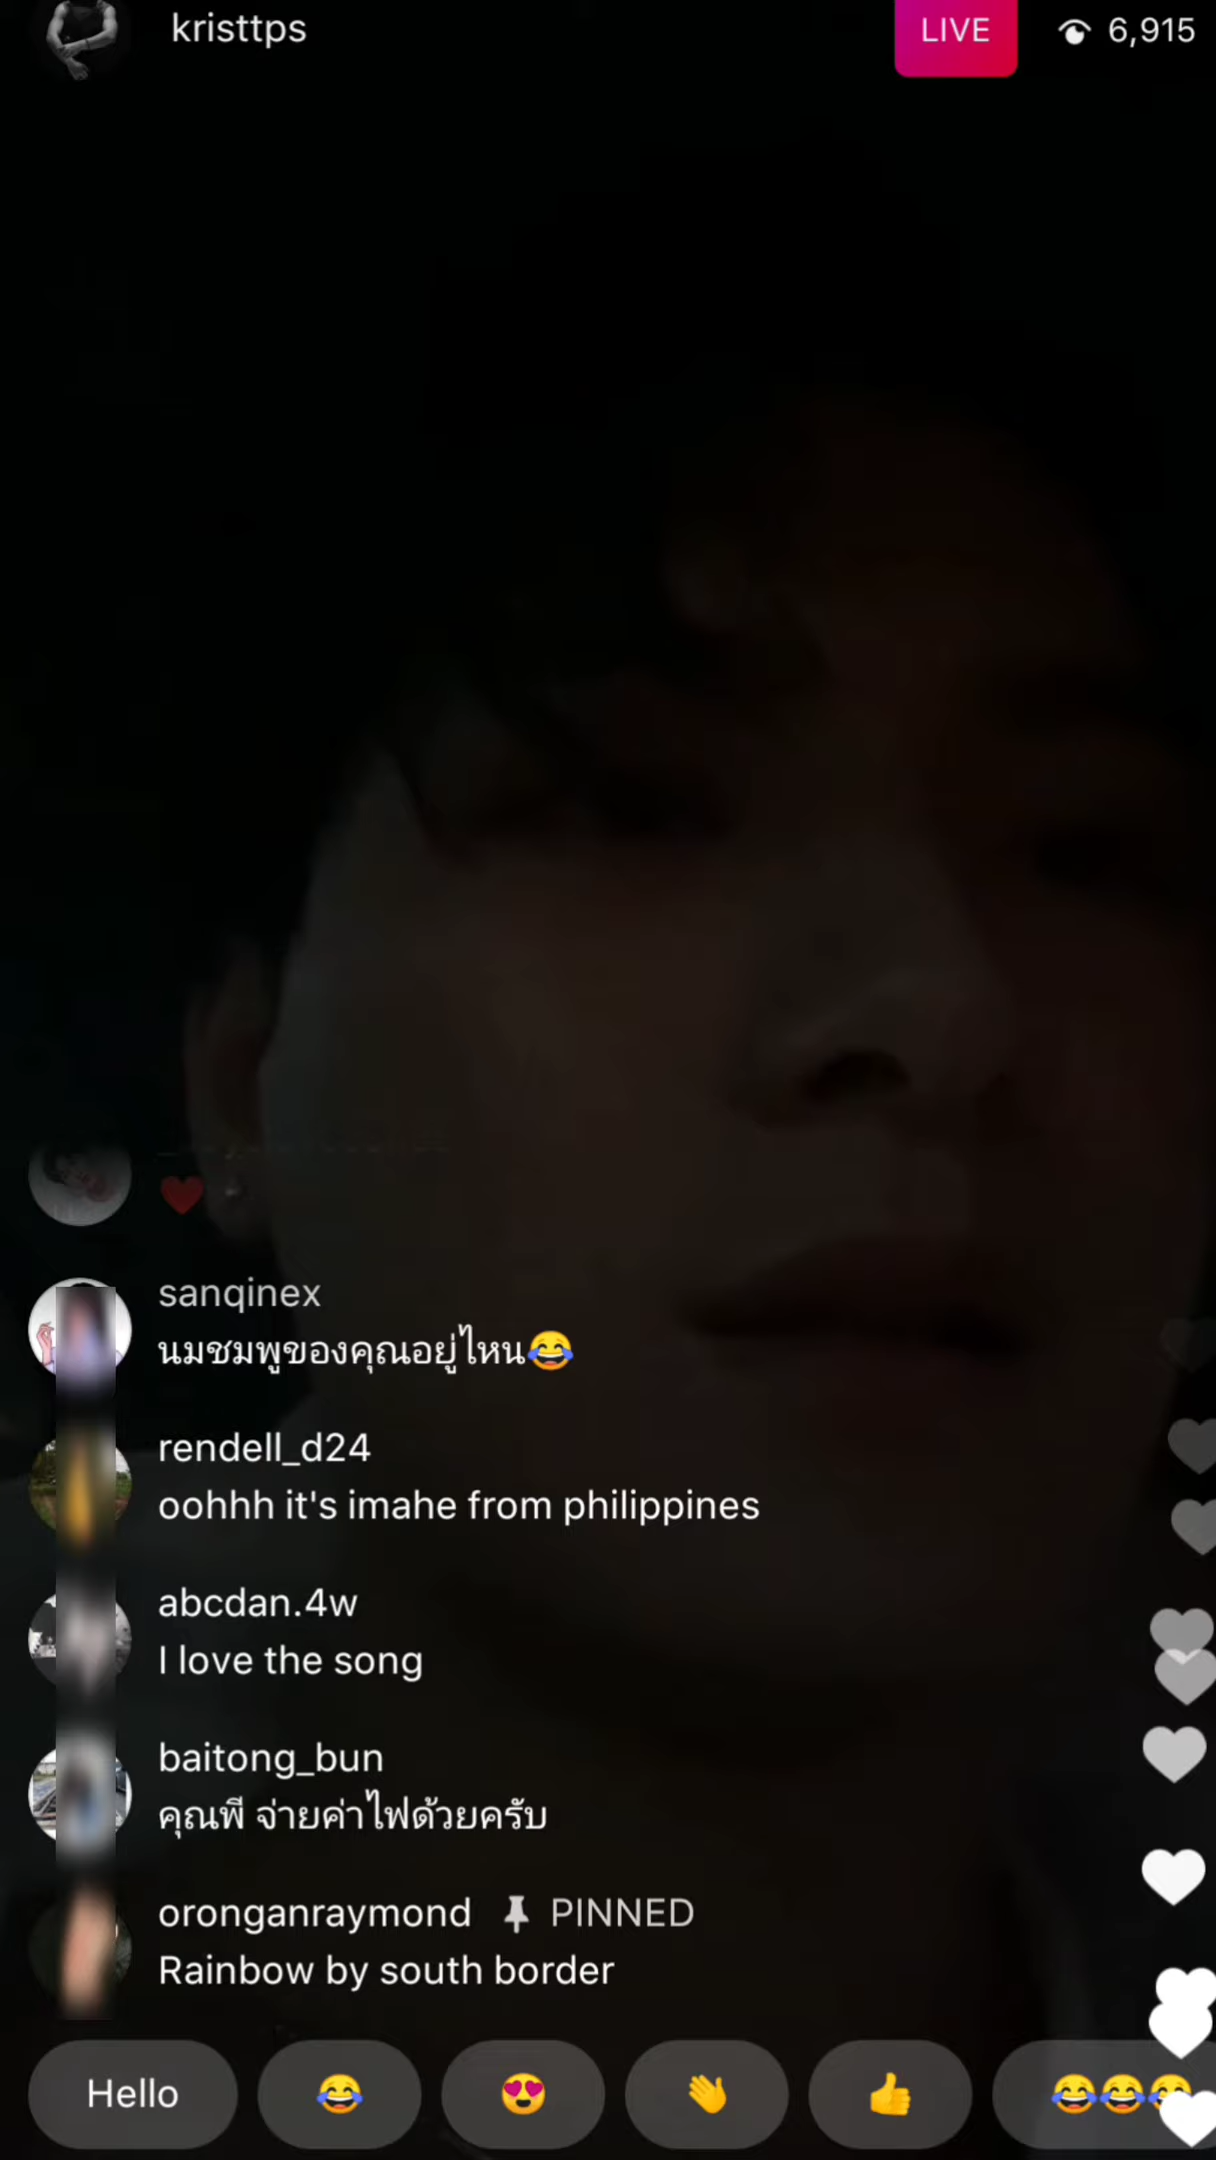 kristtps
LIVE 6,915
❤️
sanqinex
นมชมพูของคุณอยู่ไหน😂
rendell_d24
oohhh it's imahe from philippines
abcdan.4w
I love the song
baitong_bun
คุณพี จ่ายค่าไฟด้วยครับ
oronganraymond PINNED
Rainbow by south border
Hello 😂 😍 👋 👍 😂😂😂